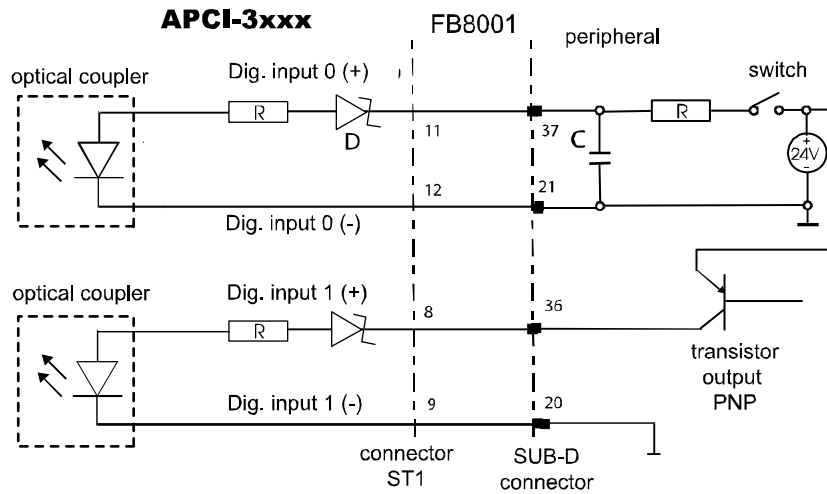 APCI-3xxx
FB8001
peripheral
optical coupler
Dig. input 0 (+)
switch
R
D
11
37
C
R
24V
12
21
Dig. input 0 (-)
optical coupler
Dig. input 1 (+)
R
8
36
transistor
output
PNP
Dig. input 1 (-)
9
20
connector
ST1
SUB-D
connector